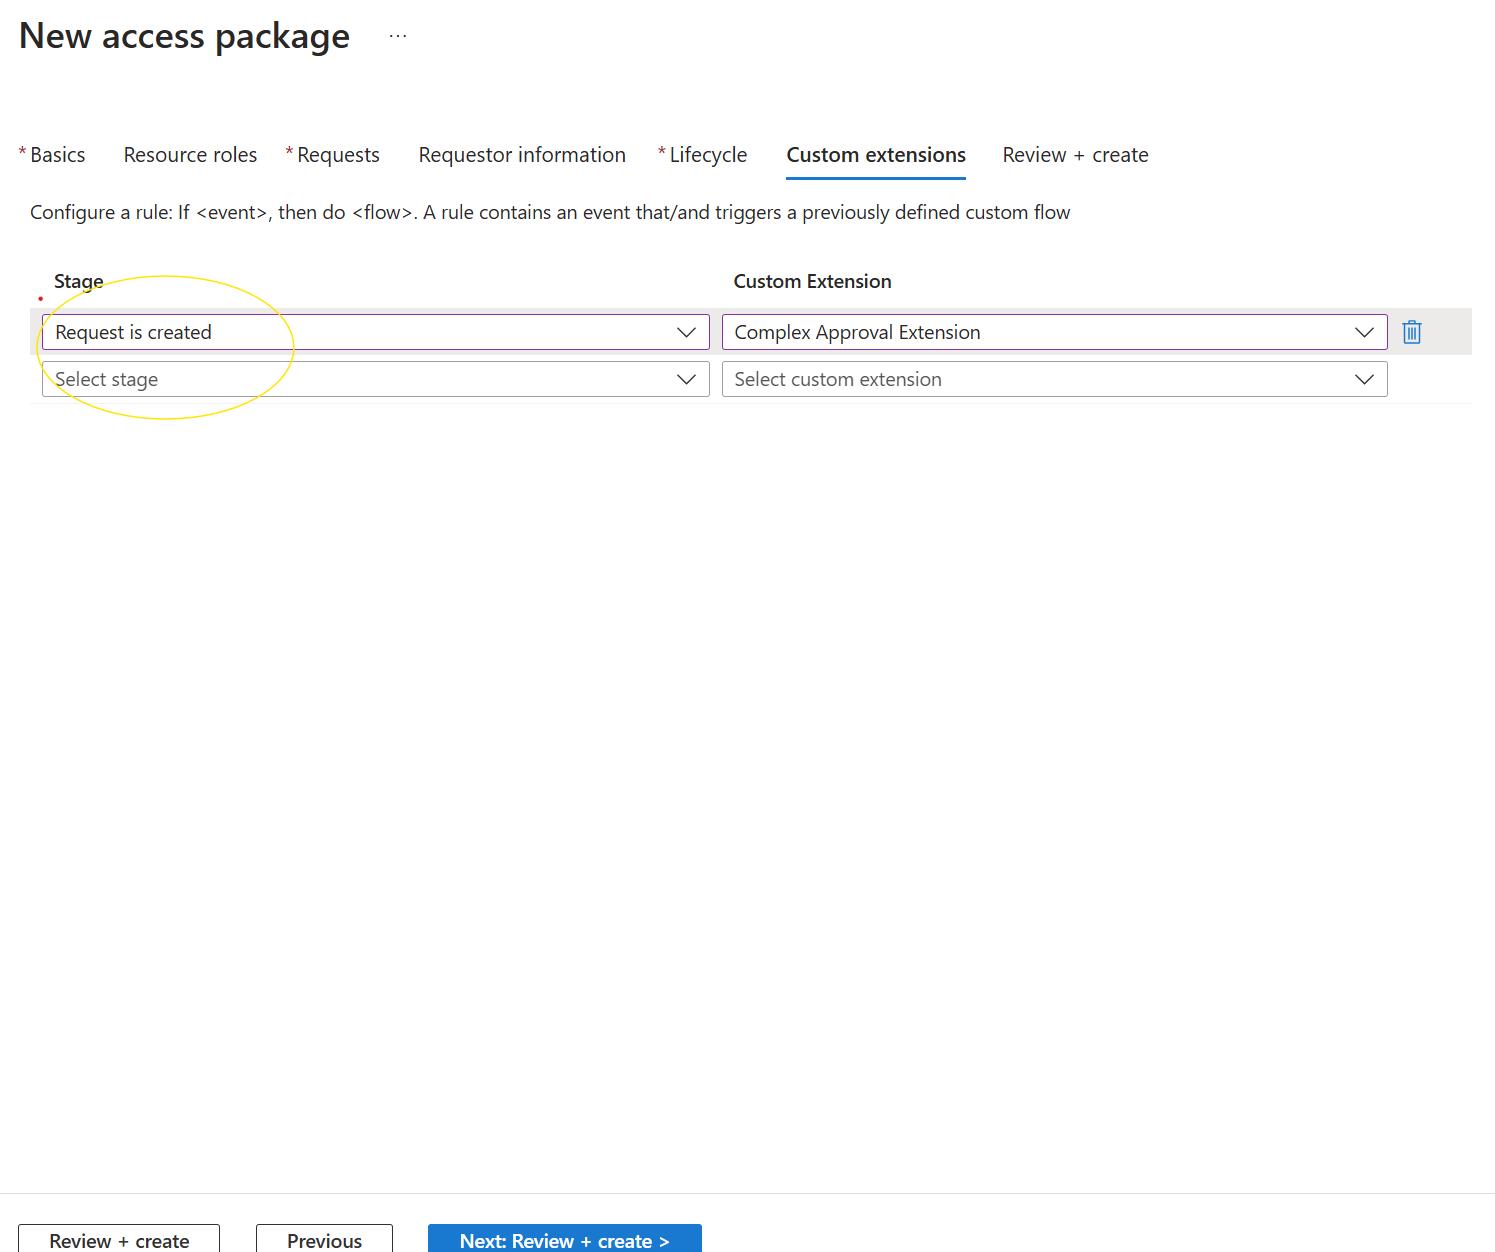 New access package ...
* Basics Resource roles * Requests Requestor information * Lifecycle Custom extensions Review + create
Configure a rule: If <event>, then do <flow>. A rule contains an event that/and triggers a previously defined custom flow
Stage Custom Extension
Request is created Complex Approval Extension
Select stage Select custom extension
Review + create Previous Next: Review + create >